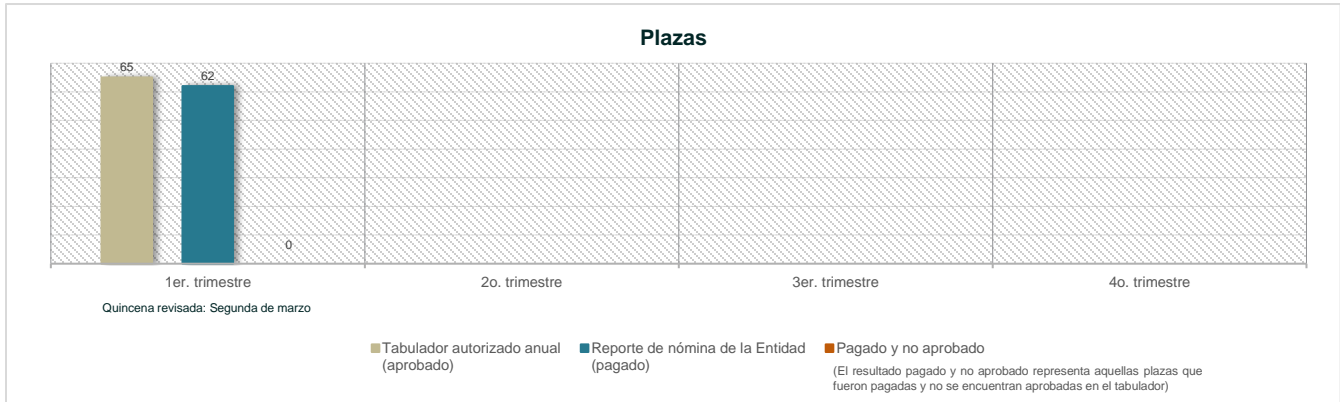 Plazas
65
62
0
1er. trimestre
2o. trimestre
3er. trimestre
4o. trimestre
Quincena revisada: Segunda de marzo
Tabulador autorizado anual
(aprobado)
Reporte de nómina de la Entidad
(pagado)
Pagado y no aprobado
(El resultado pagado y no aprobado representa aquellas plazas que
fueron pagadas y no se encuentran aprobadas en el tabulador)